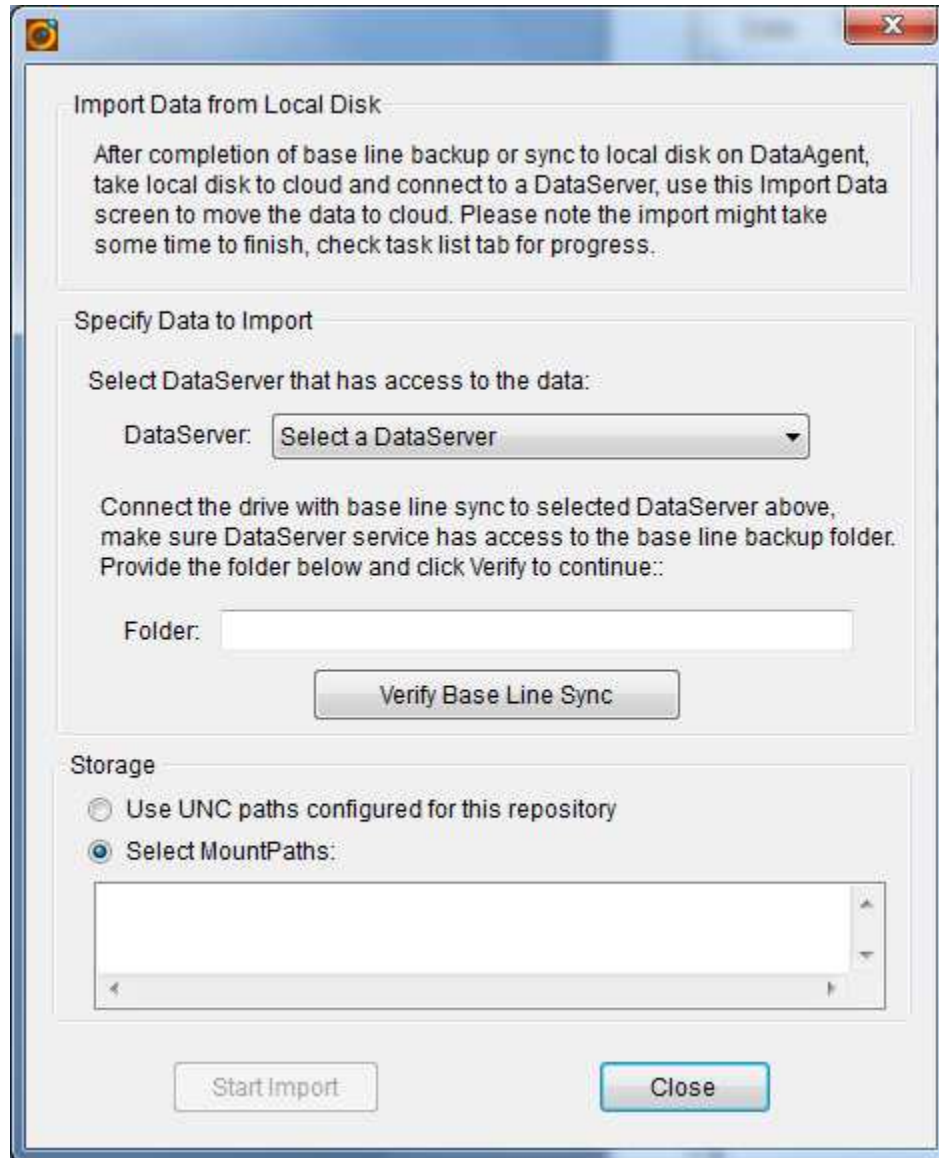 Import Data from Local Disk
After completion of base line backup or sync to local disk on DataAgent,
take local disk to cloud and connect to a DataServer, use this Import Data
screen to move the data to cloud. Please note the import might take
some time to finish, check task list tab for progress.
Specify Data to Import
Select DataServer that has access to the data:
DataServer: Select a DataServer
Connect the drive with base line sync to selected DataServer above,
make sure DataServer service has access to the base line backup folder.
Provide the folder below and click Verify to continue::
Folder:
Verify Base Line Sync
Storage
Use UNC paths configured for this repository
Select MountPaths:
Start Import Close